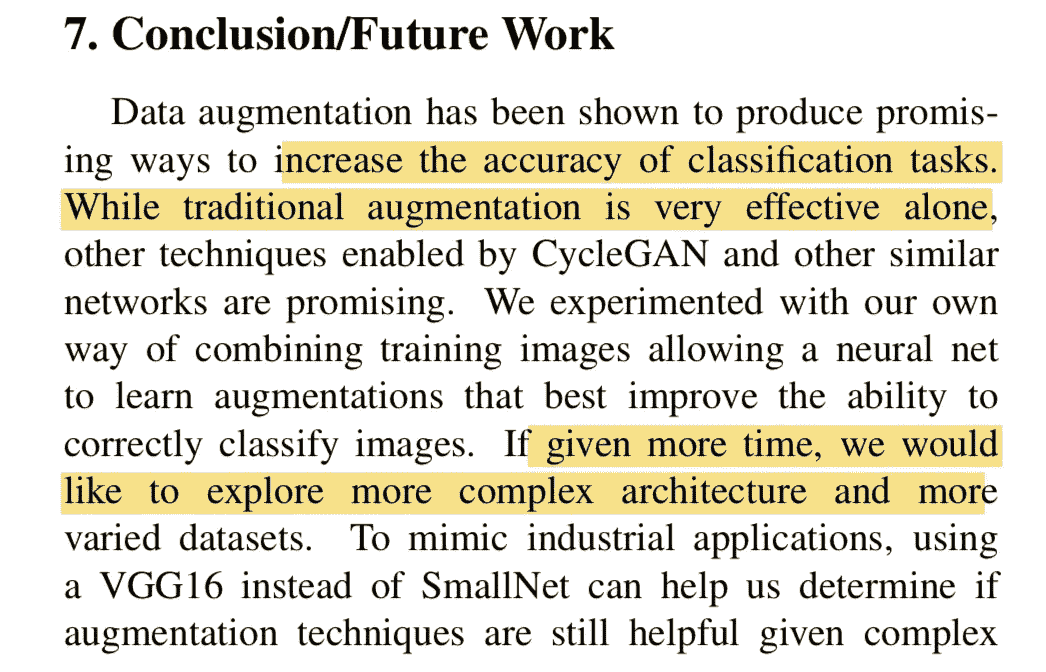 7. Conclusion/Future Work
Data augmentation has been shown to produce promis-
ing ways to increase the accuracy of classification tasks.
While traditional augmentation is very effective alone,
other techniques enabled by CycleGAN and other similar
networks are promising. We experimented with our own
way of combining training images allowing a neural net
to learn augmentations that best improve the ability to
correctly classify images. If given more time, we would
like to explore more complex architecture and more
varied datasets. To mimic industrial applications, using
a VGG16 instead of SmallNet can help us determine if
augmentation techniques are still helpful given complex